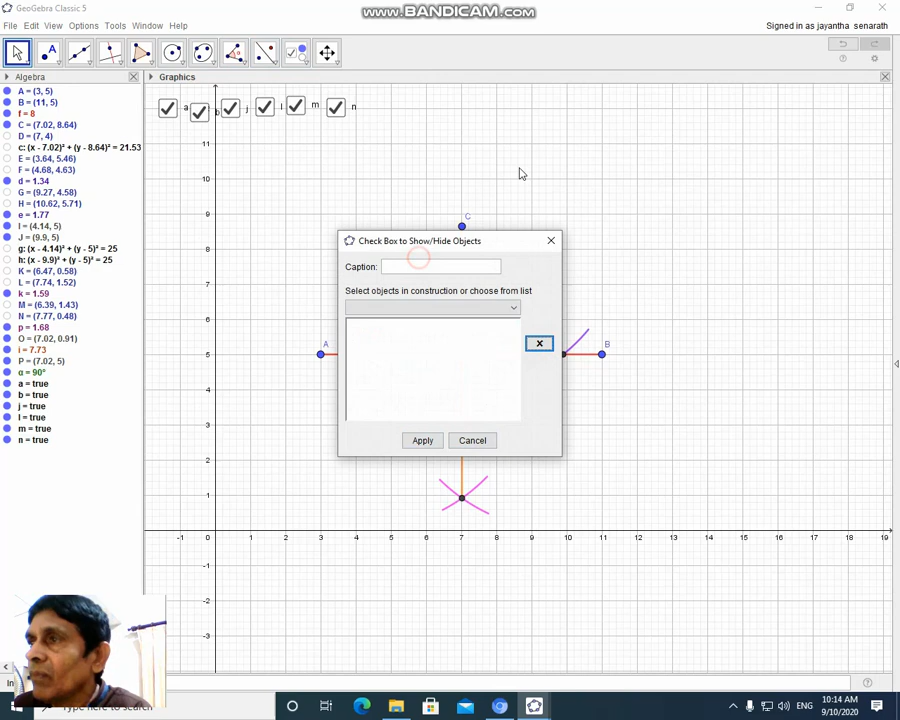 GeoGebra Classic 5
www.BANDICAM.com
File Edit View Options Tools Window Help
Signed in as jayantha senarath
Algebra
Graphics
A = (3, 5)
B = (11, 5)
f = 8
C = (7.02, 8.64)
D = (7, 4)
c: (x - 7.02)² + (y - 8.64)² = 21.53
E = (3.64, 5.46)
F = (4.68, 4.63)
d = 1.34
G = (9.27, 4.58)
H = (10.62, 5.71)
e = 1.77
I = (4.14, 5)
J = (9.9, 5)
g: (x - 4.14)² + (y - 5)² = 25
h: (x - 9.9)² + (y - 5)² = 25
K = (6.47, 0.58)
L = (7.74, 1.52)
k = 1.59
M = (6.39, 1.43)
N = (7.77, 0.48)
p = 1.68
O = (7.02, 0.91)
i = 7.73
P = (7.02, 5)
α = 90°
a = true
b = true
j = true
l = true
m = true
n = true
a b j l m n
11
10
9
8
7
6
5
4
3
2
1
0
-1
-2
-3
-1 0 1 2 3 4 5 6 7 8 9 10 11 12 13 14 15 16 17 18 19
C
A
B
Check Box to Show/Hide Objects
Caption:
Select objects in construction or choose from list
Apply Cancel
In
Type here to search
ENG
10:14 AM
9/10/2020